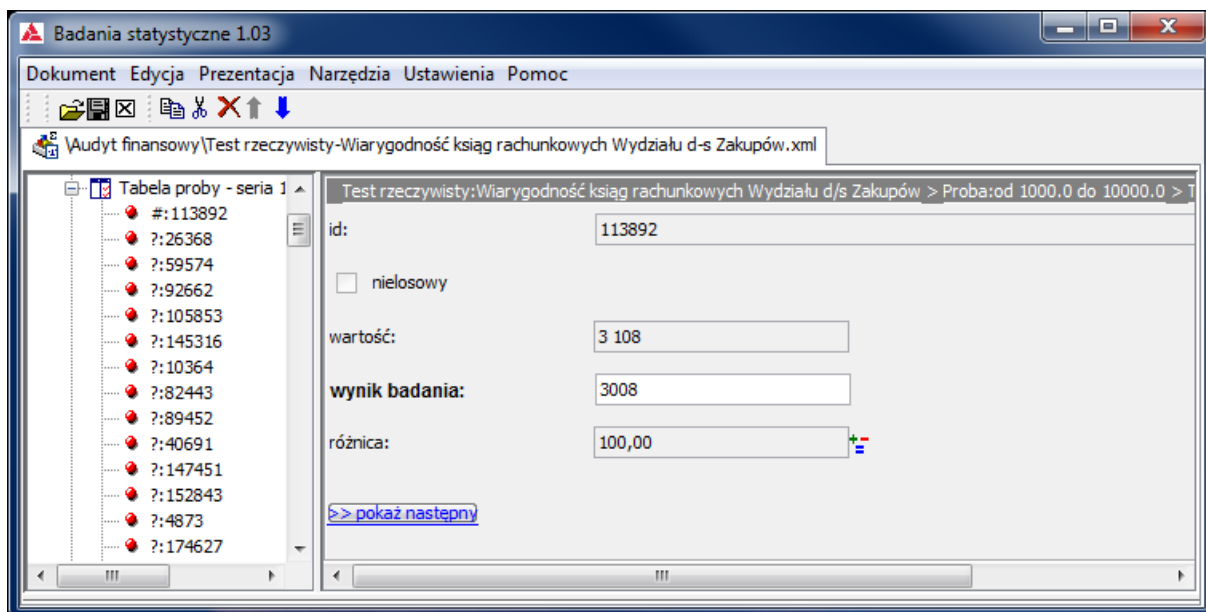 Badania statystyczne 1.03
Dokument Edycja Prezentacja Narzędzia Ustawienia Pomoc
\Audyt finansowy\Test rzeczywisty-Wiarygodność ksiąg rachunkowych Wydziału d-s Zakupów.xml
Tabela proby - seria 1
#:113892
?:26368
?:59574
?:92662
?:105853
?:145316
?:10364
?:82443
?:89452
?:40691
?:147451
?:152843
?:4873
?:174627
Test rzeczywisty:Wiarygodność ksiąg rachunkowych Wydziału d/s Zakupów > Proba:od 1000.0 do 10000.0 > T
id: 113892
nielosowy
wartość: 3 108
wynik badania: 3008
różnica: 100,00
>> pokaż następny